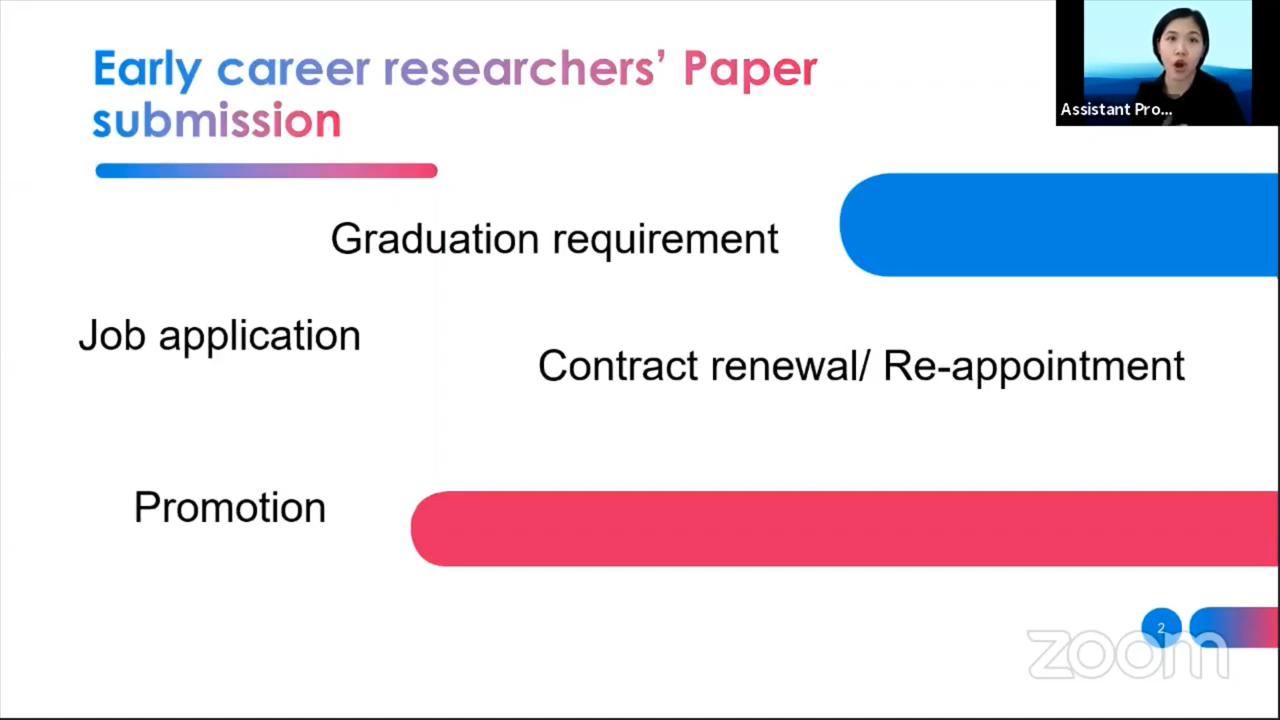 Early career researchers’ Paper
submission
Assistant Pro...
Graduation requirement
Job application
Contract renewal/ Re-appointment
Promotion
2
zoom